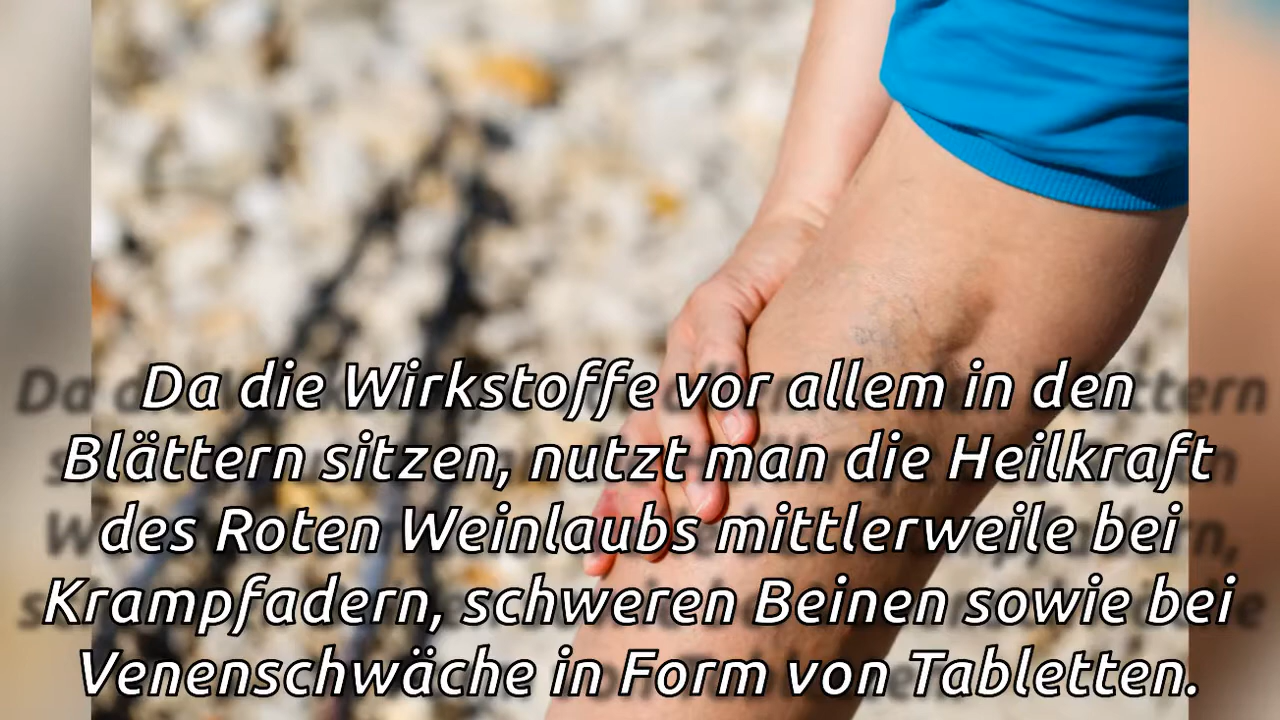 Da die Wirkstoffe vor allem in den
Blättern sitzen, nutzt man die Heilkraft
des Roten Weinlaubs mittlerweile bei
Krampfadern, schweren Beinen sowie bei
Venenschwäche in Form von Tabletten.